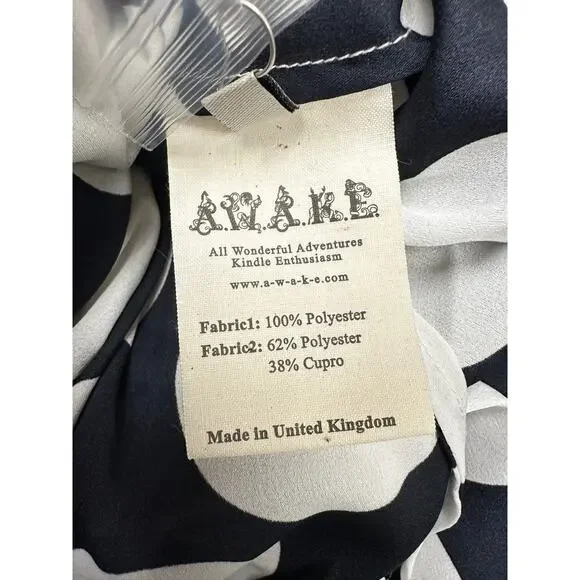 A.W.A.K.E.
All Wonderful Adventures
Kindle Enthusiasm
www.a-w-a-k-e.com
Fabric1: 100% Polyester
Fabric2: 62% Polyester
38% Cupro
Made in United Kingdom